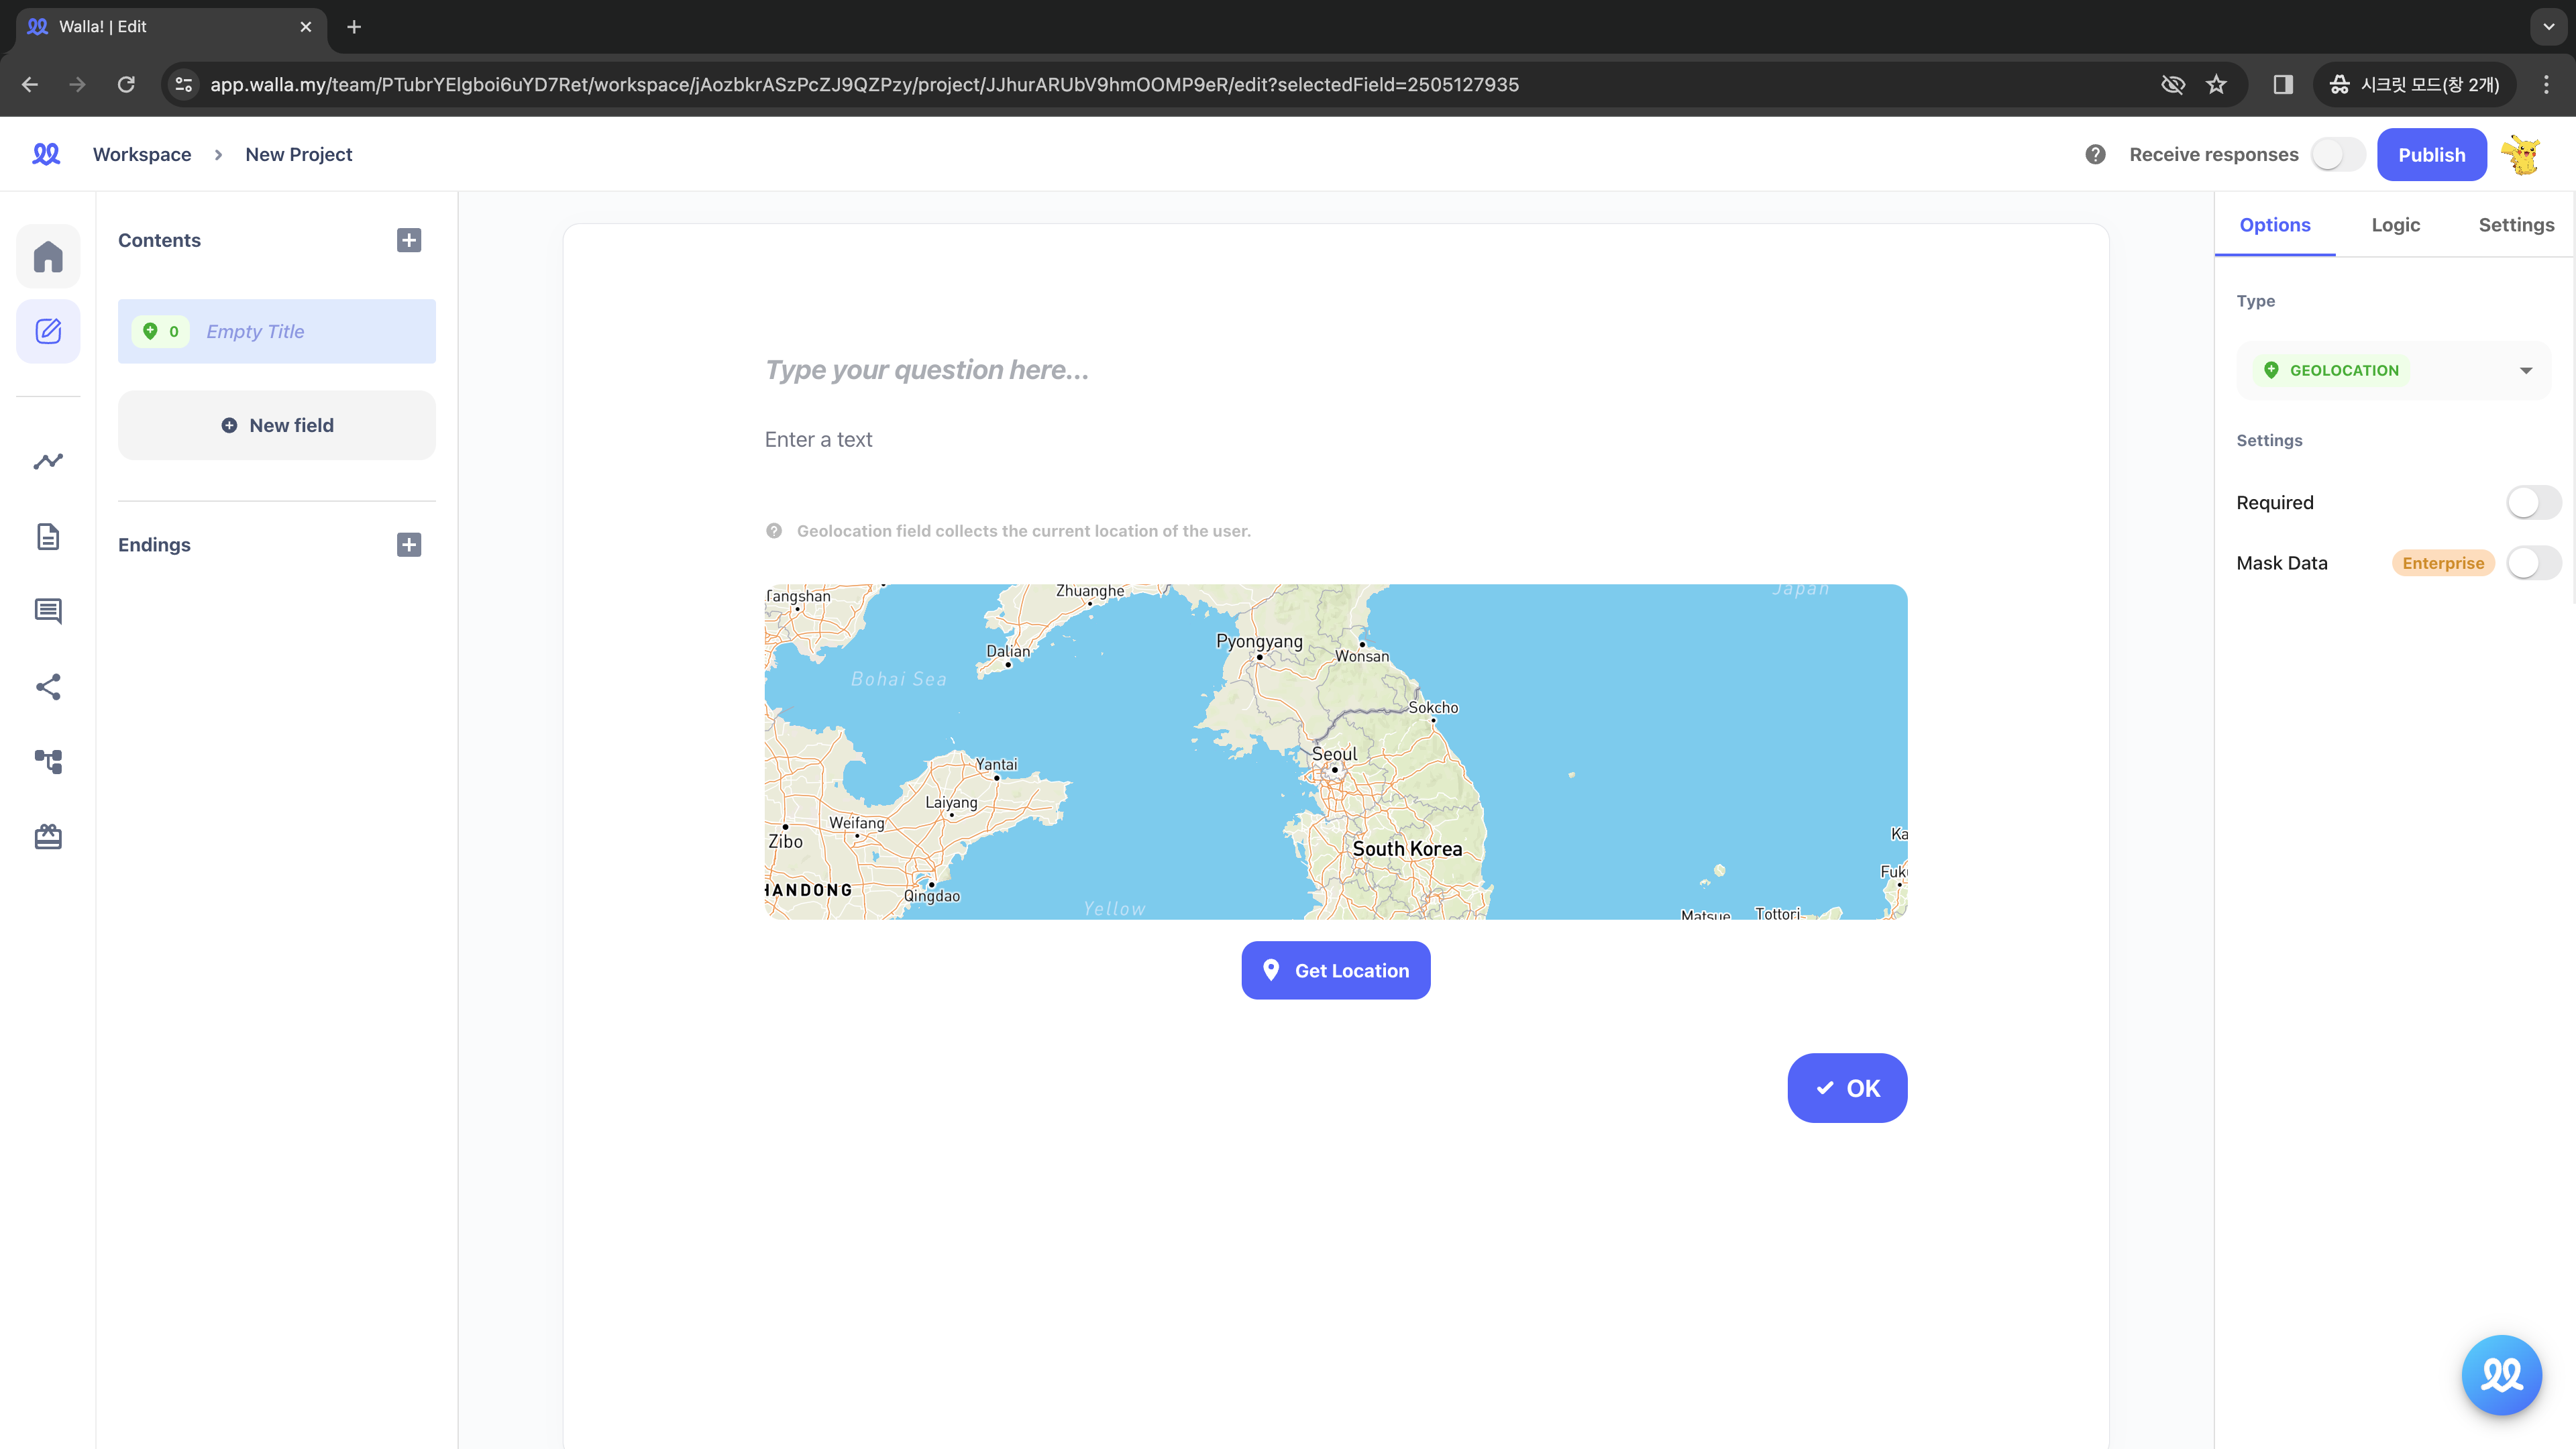 Walla! | Edit
app.walla.my/team/PTubrYElgboi6uYD7Ret/workspace/jAozbkrASzPcZJ9QZPzy/project/JJhurARUbV9hmOOMP9eR/edit?selectedField=2505127935
시크릿 모드(창 2개)
Workspace
New Project
Receive responses
Publish
Contents
0
Empty Title
New field
Endings
Type your question here...
Enter a text
Geolocation field collects the current location of the user.
Tangshan
Zhuanghe
Japan
Pyongyang
Wonsan
Dalian
Bohai Sea
Sokcho
Seoul
Yantai
Laiyang
Weifang
Zibo
South Korea
HANDONG
Qingdao
Yellow
Ka
Fuk
Matsue
Tottori
Get Location
OK
Options
Logic
Settings
Type
GEOLOCATION
Settings
Required
Mask Data
Enterprise